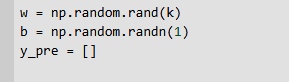 w = np.random.rand(k)
b = np.random.randn(1)
y_pre = []